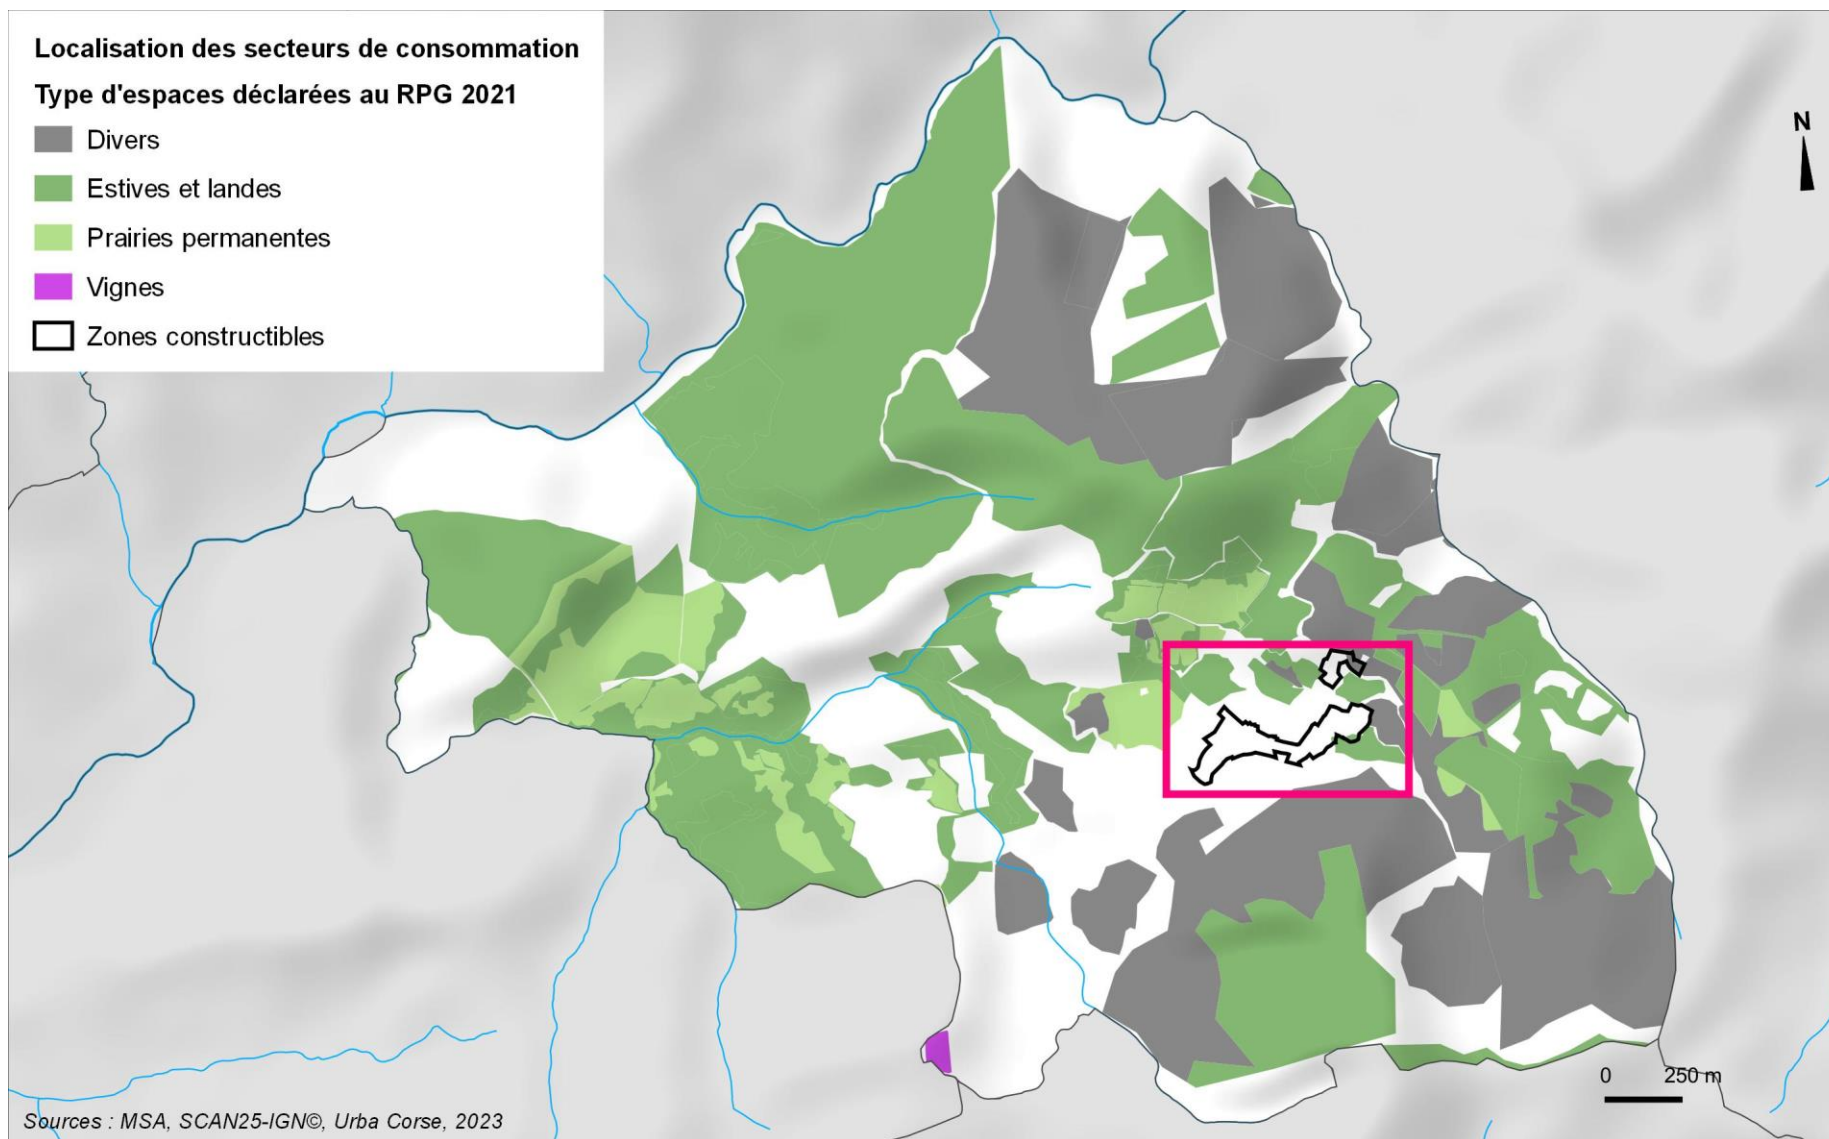 Localisation des secteurs de consommation
Type d'espaces déclarées au RPG 2021
Divers
Estives et landes
Prairies permanentes
Vignes
Zones constructibles
N
0 250 m
Sources : MSA, SCAN25-IGN©, Urba Corse, 2023